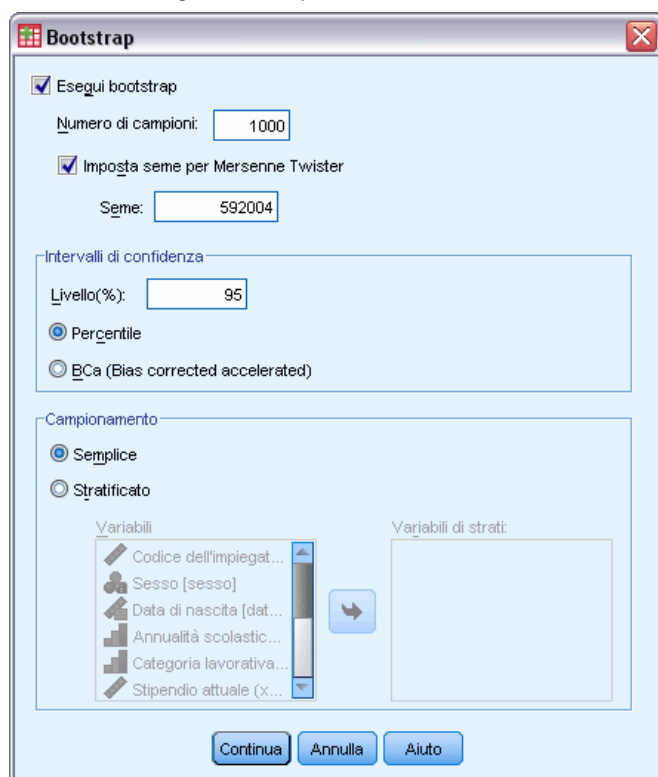 Bootstrap
Esegui bootstrap
Numero di campioni: 1000
Imposta seme per Mersenne Twister
Seme: 592004
Intervalli di confidenza
Livello(%): 95
Percentile
BCa (Bias corrected accelerated)
Campionamento
Semplice
Stratificato
Variabili
Variabili di strati:
Codice dell'impiegat...
Sesso [sesso]
Data di nascita [dat...
Annualità scolastic...
Categoria lavorativa...
Stipendio attuale (x...
Continua Annulla Aiuto